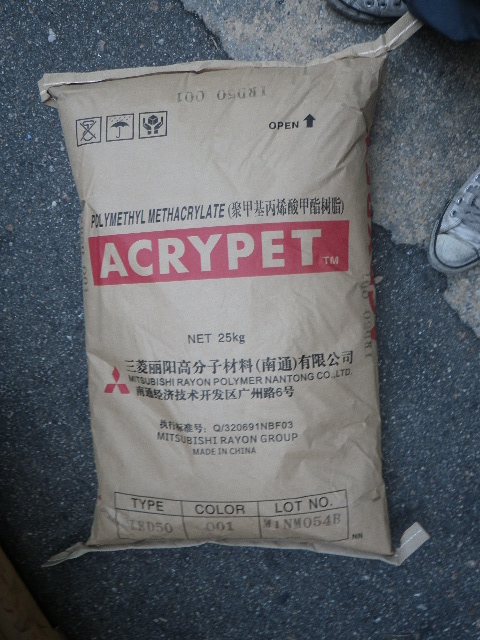 IRD50 001
OPEN
POLYMETHYL METHACRYLATE (聚甲基丙烯酸甲酯树脂)
ACRYPET TM
NET 25kg
三菱丽阳高分子材料(南通)有限公司
MITSUBISHI RAYON POLYMER NANTONG CO.,LTD.
南通经济技术开发区广州路6号
执行标准号: Q/320691NBF03
MITSUBISHI RAYON GROUP
MADE IN CHINA
TYPE COLOR LOT NO.
IRD50 001 W1NM054B
NN